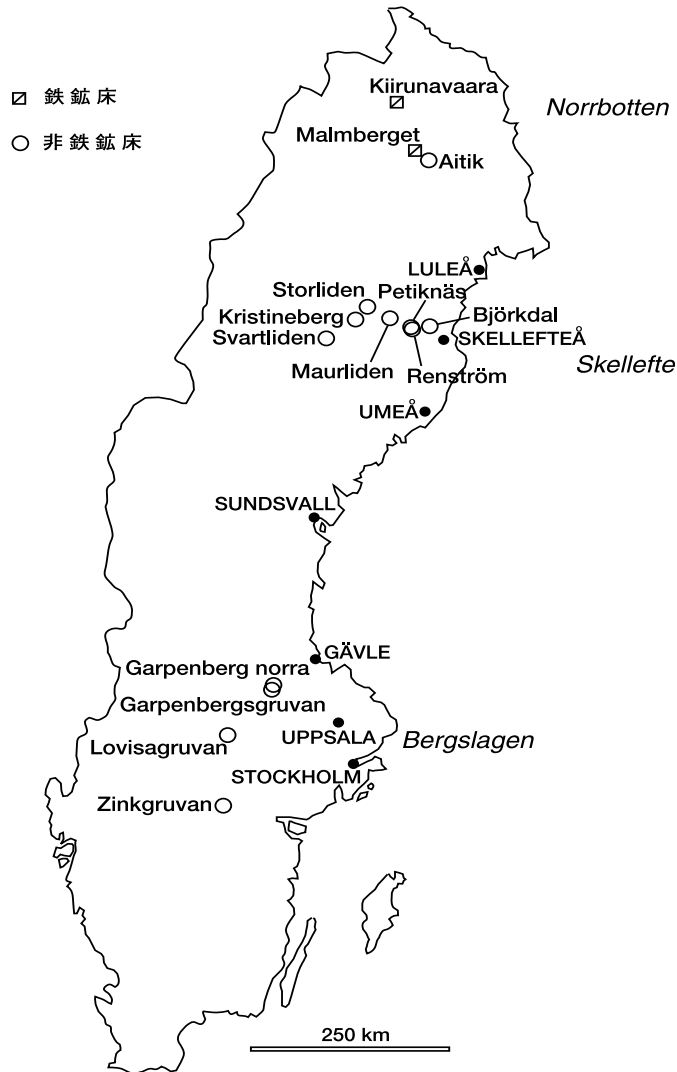 Kiirunavaara
鉄鉱床
Norrbotten
Malmberget
非鉄鉱床
Aitik
LULEÅ
Storliden
Petiknäs
Kristineberg
Björkdal
Svartliden
SKELLEFTEÅ
Maurliden
Renström
Skellefte
UMEÅ
SUNDSVALL
GÄVLE
Garpenberg norra
Garpenbergsgruvan
UPPSALA
Bergslagen
Lovisagruvan
STOCKHOLM
Zinkgruvan
250 km